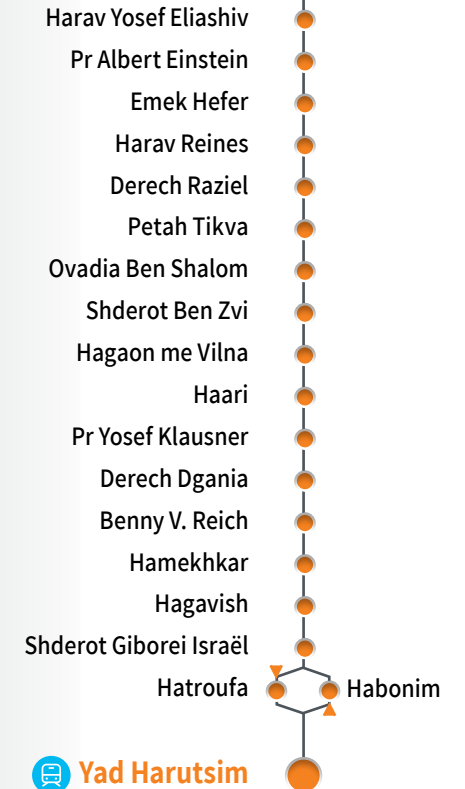 Harav Yosef Eliashiv
Pr Albert Einstein
Emek Hefer
Harav Reines
Derech Raziel
Petah Tikva
Ovadia Ben Shalom
Shderot Ben Zvi
Hagaon me Vilna
Haari
Pr Yosef Klausner
Derech Dgania
Benny V. Reich
Hamekhkar
Hagavish
Shderot Giborei Israël
Hatroufa
Habonim
Yad Harutsim